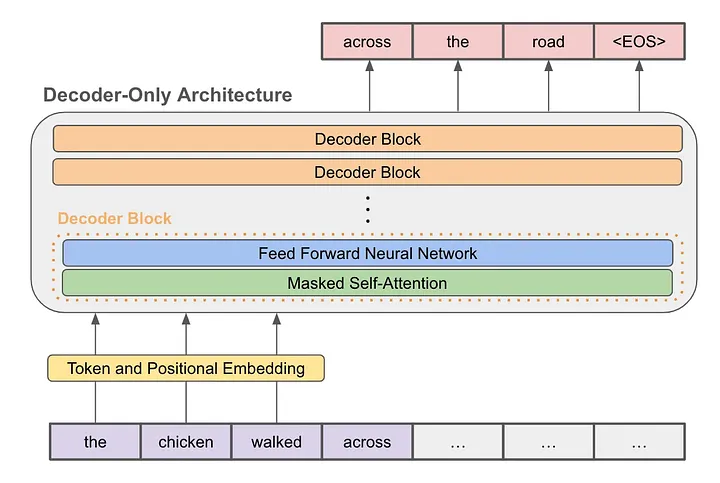 across the road <EOS>
Decoder-Only Architecture
Decoder Block
Decoder Block
Decoder Block
Feed Forward Neural Network
Masked Self-Attention
Token and Positional Embedding
the chicken walked across ... ... ...